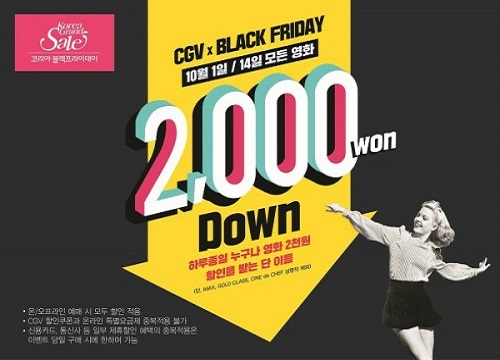 Korea
Grand
Sale
코리아 블랙프라이데이
CGV x BLACK FRIDAY
10월 1일 / 14일 모든 영화
2,000 won
Down
하루종일 누구나 영화 2천원
할인을 받는 단 이틀
(단, IMAX, GOLD CLASS, CINE de CHEF 상영작 제외)
• 온/오프라인 예매 시 모두 할인 적용
• CGV 할인쿠폰과 온라인 특별요금제 중복적용 불가
• 신용카드, 통신사 등 일부 제휴할인 혜택의 중복적용은
이벤트 당일 구매 시에 한하여 가능